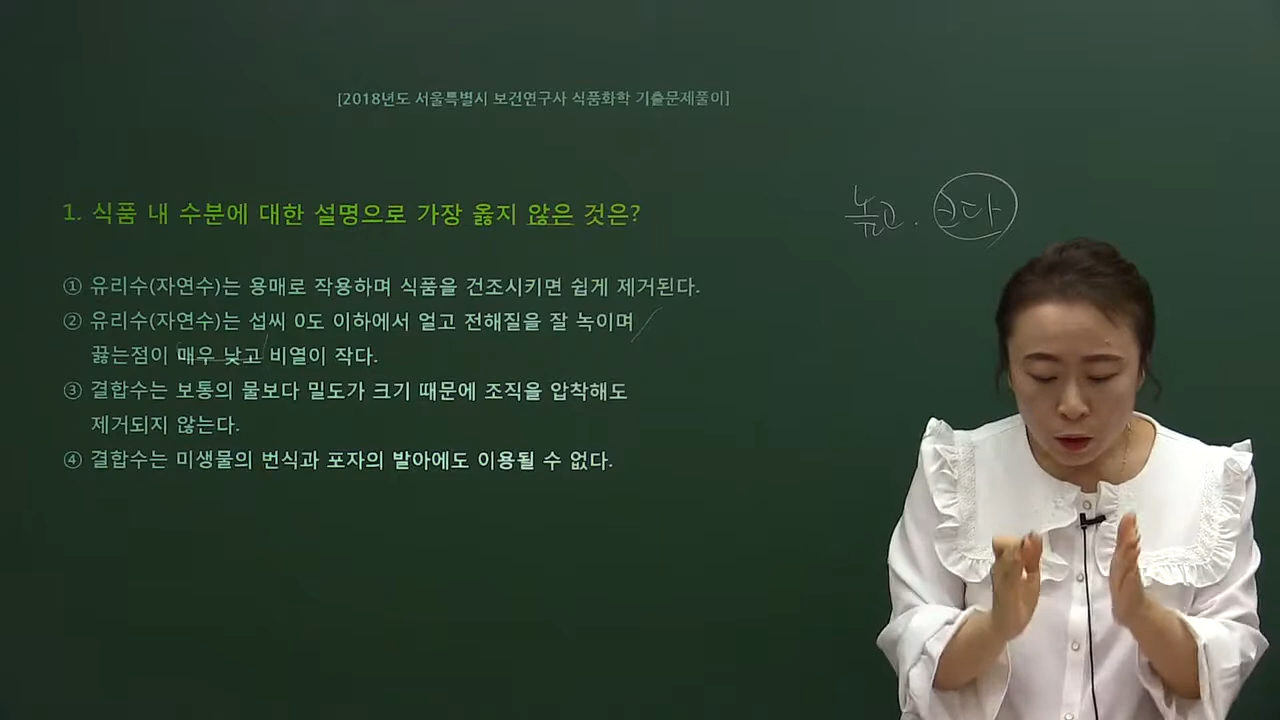 [2018년도 서울특별시 보건연구사 식품화학 기출문제풀이]
1. 식품 내 수분에 대한 설명으로 가장 옳지 않은 것은?
높고. 크다
① 유리수(자연수)는 용매로 작용하며 식품을 건조시키면 쉽게 제거된다.
② 유리수(자연수)는 섭씨 0도 이하에서 얼고 전해질을 잘 녹이며
끓는점이 매우 낮고 비열이 작다.
③ 결합수는 보통의 물보다 밀도가 크기 때문에 조직을 압착해도
제거되지 않는다.
④ 결합수는 미생물의 번식과 포자의 발아에도 이용될 수 없다.